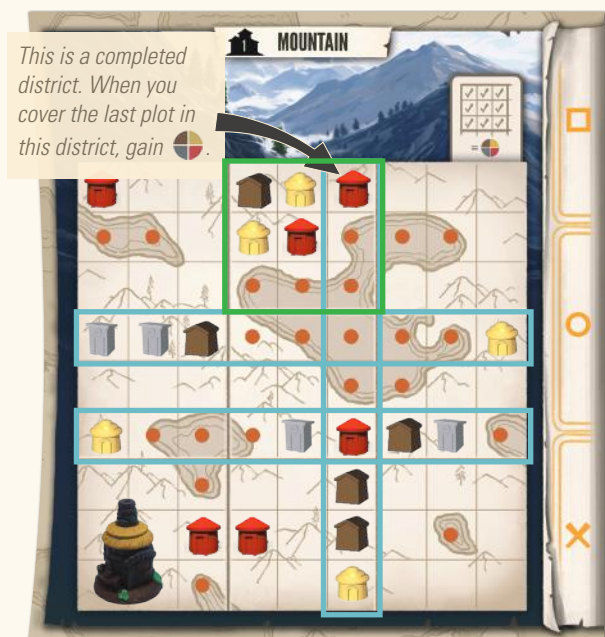 1 MOUNTAIN
This is a completed
district. When you
cover the last plot in
this district, gain .
=